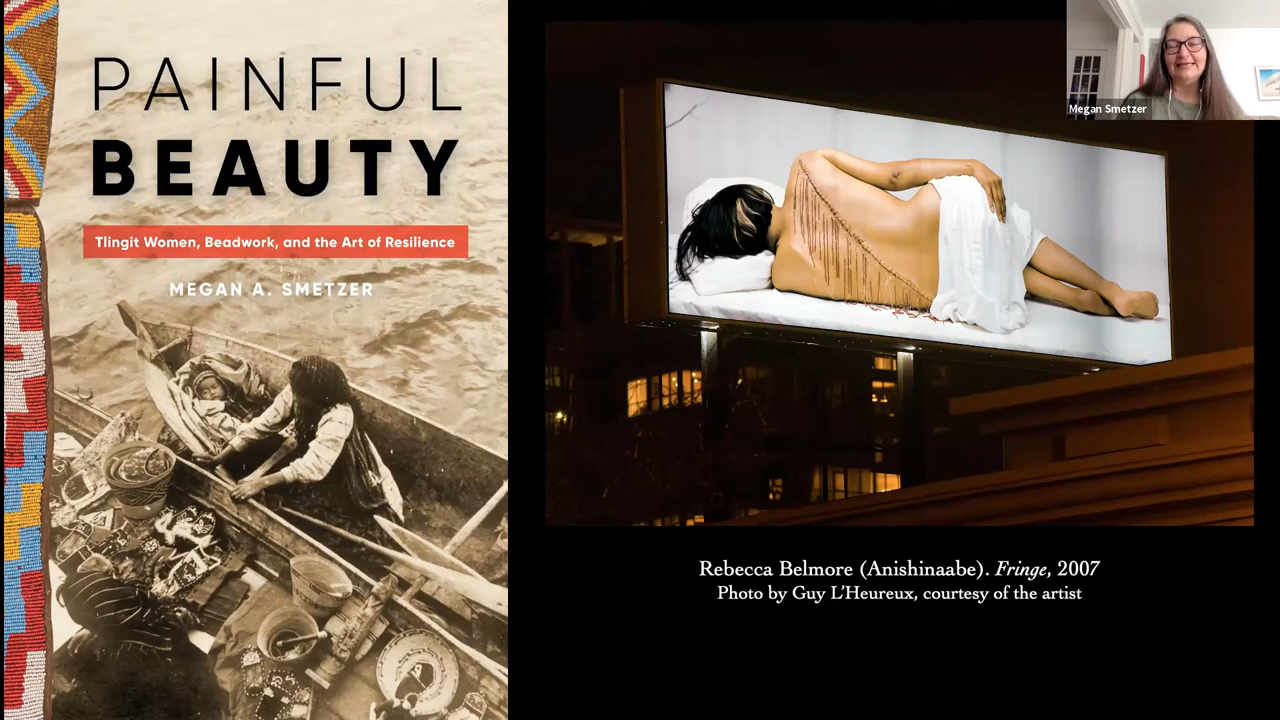 PAINFUL
BEAUTY
Tlingit Women, Beadwork, and the Art of Resilience
MEGAN A. SMETZER
Megan Smetzer
Rebecca Belmore (Anishinaabe). Fringe, 2007
Photo by Guy L'Heureux, courtesy of the artist